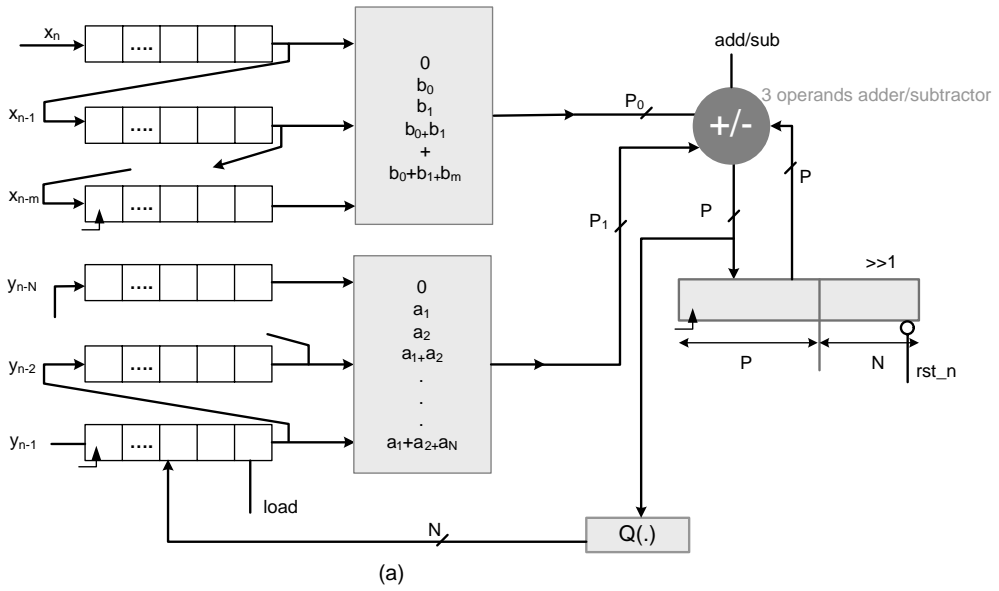 xn
....
xn-1
....
xn-m
....
0
b0
b1
b0+b1
+
b0+b1+bm
P0
add/sub
3 operands adder/subtractor
+/-
P
P
P1
yn-N
....
yn-2
....
yn-1
....
load
0
a1
a2
a1+a2
.
.
.
a1+a2+aN
>>1
P
N
rst_n
Q(.)
N
(a)